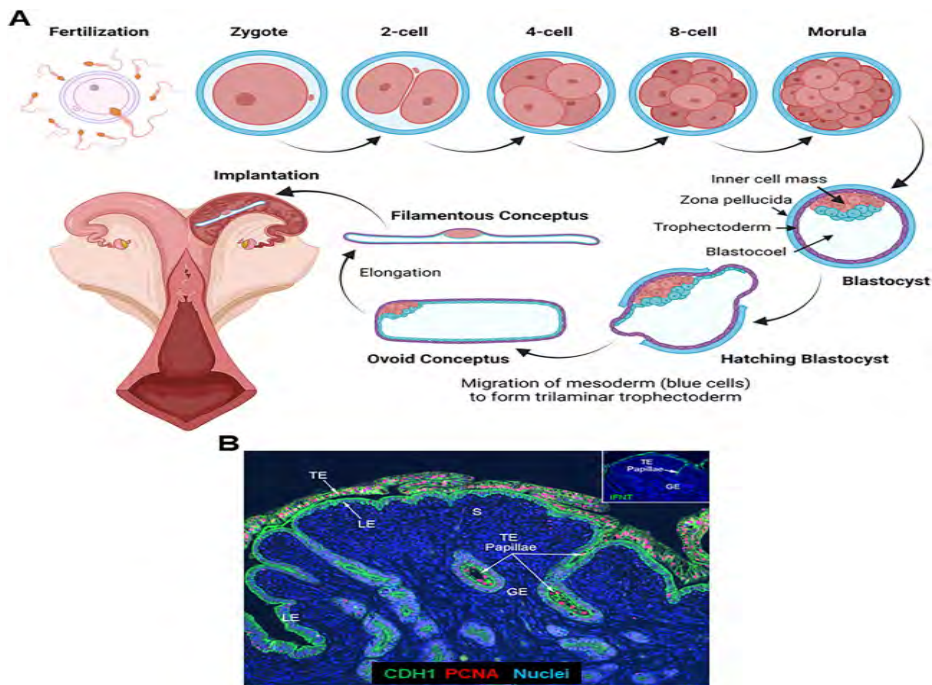 A
Fertilization
Zygote
2-cell
4-cell
8-cell
Morula
Implantation
Inner cell mass
Zona pellucida
Trophectoderm
Blastocoel
Blastocyst
Filamentous Conceptus
Elongation
Ovoid Conceptus
Hatching Blastocyst
Migration of mesoderm (blue cells)
to form trilaminar trophectoderm
B
TE
LE
S
TE
Papillae
GE
LE
TE
Papillae
GE
IFNT
CDH1 PCNA Nuclei